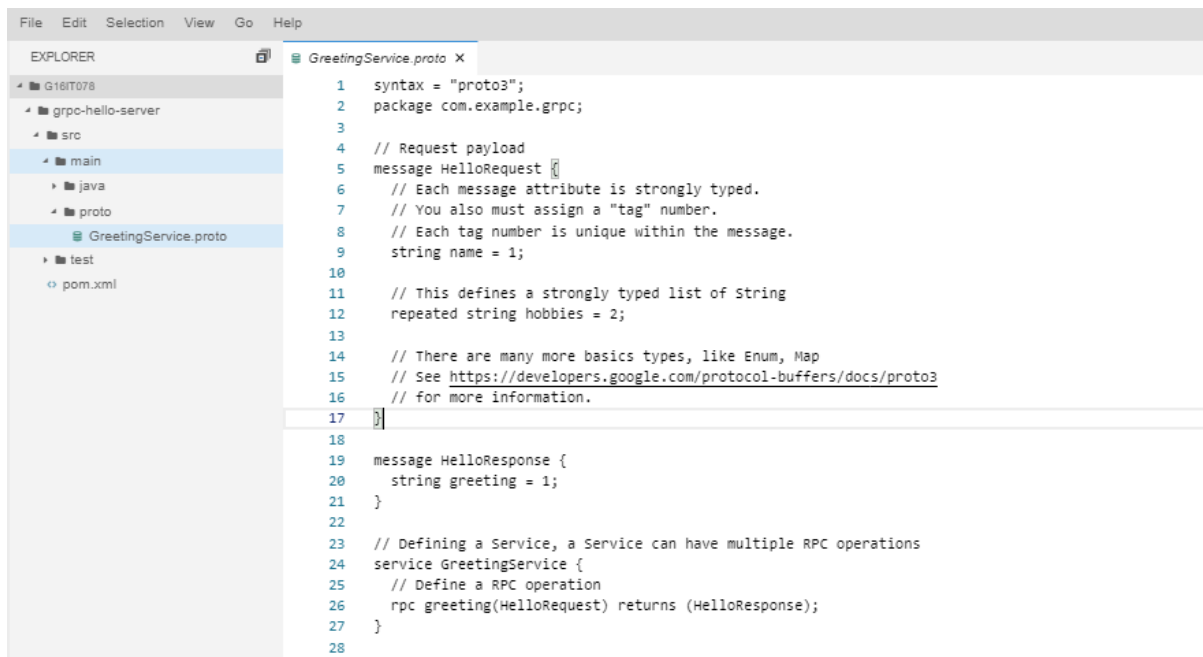 File Edit Selection View Go Help
EXPLORER
G16IT078
grpc-hello-server
src
main
java
proto
GreetingService.proto
test
pom.xml
GreetingService.proto X
1 syntax = "proto3";
2 package com.example.grpc;
3
4 // Request payload
5 message HelloRequest {
6 // Each message attribute is strongly typed.
7 // You also must assign a "tag" number.
8 // Each tag number is unique within the message.
9 string name = 1;
10
11 // This defines a strongly typed list of String
12 repeated string hobbies = 2;
13
14 // There are many more basics types, like Enum, Map
15 // See https://developers.google.com/protocol-buffers/docs/proto3
16 // for more information.
17 }
18
19 message HelloResponse {
20 string greeting = 1;
21 }
22
23 // Defining a Service, a Service can have multiple RPC operations
24 service GreetingService {
25 // Define a RPC operation
26 rpc greeting(HelloRequest) returns (HelloResponse);
27 }
28